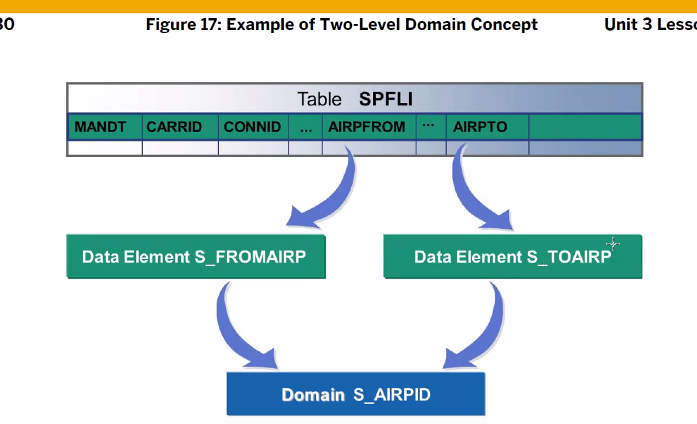 30 Figure 17: Example of Two-Level Domain Concept Unit 3 Lesso
Table SPFLI
MANDT CARRID CONNID ... AIRPFROM ... AIRPTO
Data Element S_FROMAIRP Data Element S_TOAIRP
Domain S_AIRPID